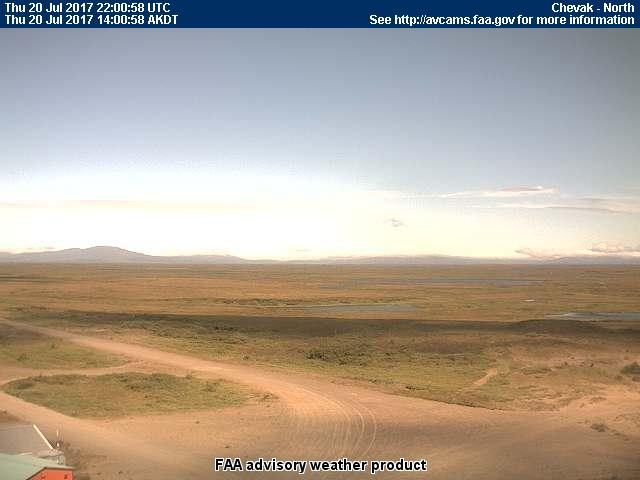 Thu 20 Jul 2017 22:00:58 UTC
Chevak - North
Thu 20 Jul 2017 14:00:58 AKDT
See http://avcams.faa.gov for more information
FAA advisory weather product